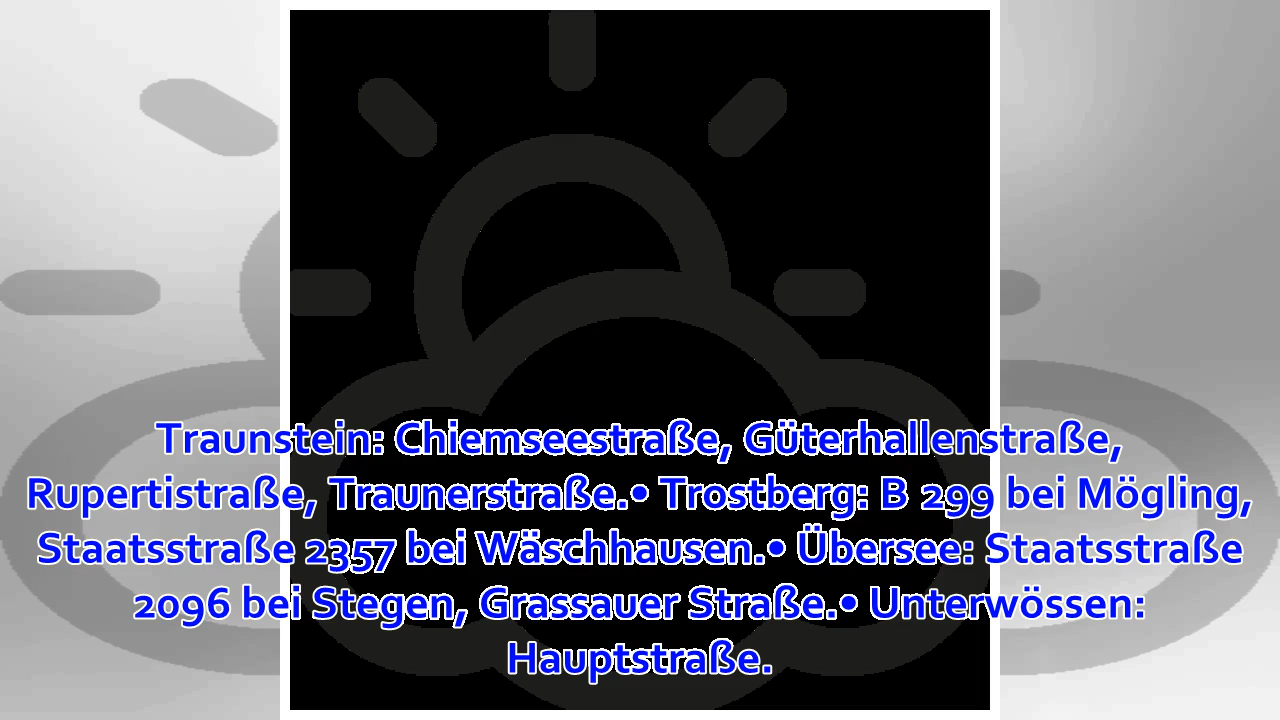 Traunstein: Chiemseestraße, Güterhallenstraße,
Rupertistraße, Traunerstraße.• Trostberg: B 299 bei Mögling,
Staatsstraße 2357 bei Wäschhausen.• Übersee: Staatsstraße
2096 bei Stegen, Grassauer Straße.• Unterwössen:
Hauptstraße.